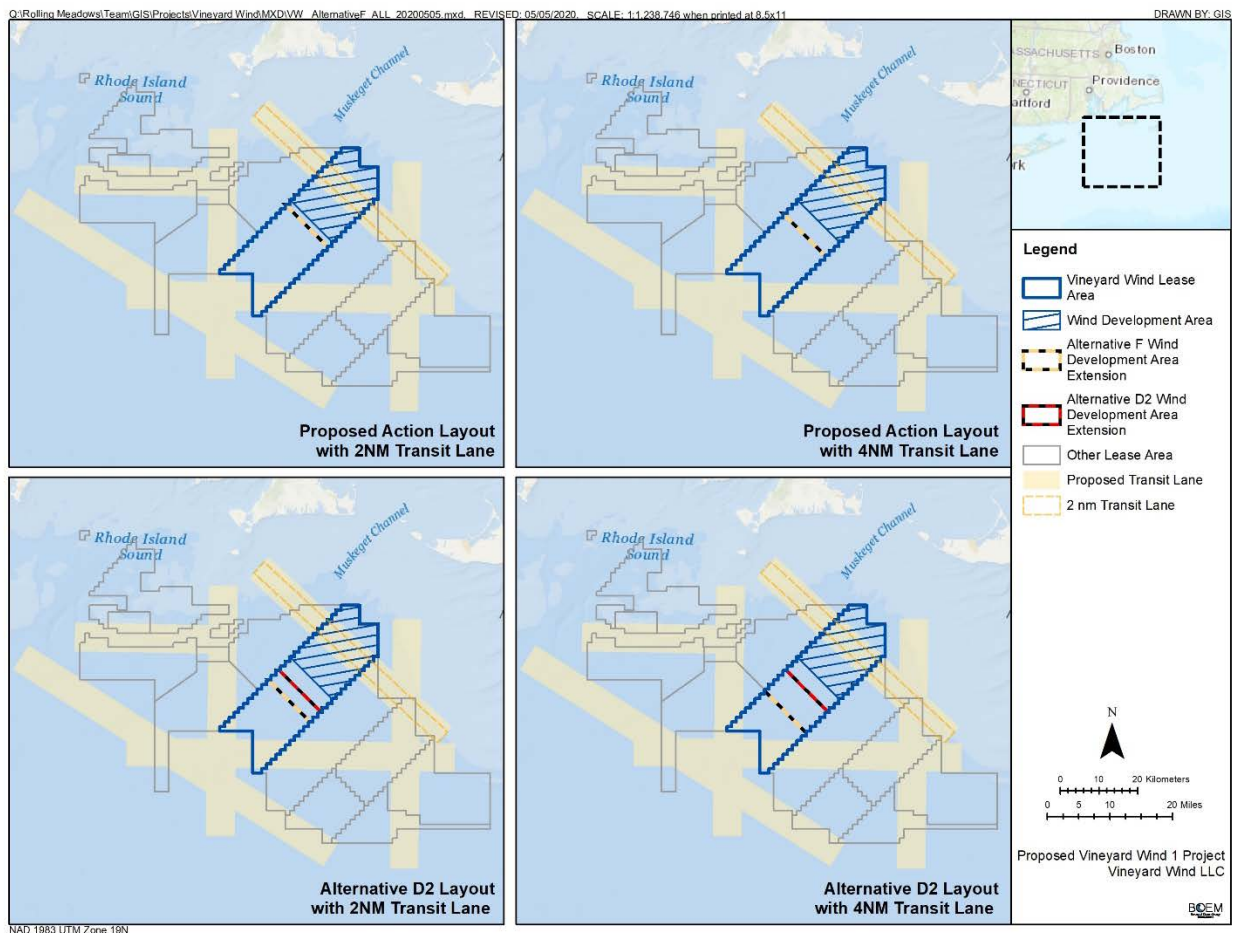 Q:\Rolling Meadows\Team\GIS\Projects\Vineyard Wind\MXD\VW_AlternativeF_ALL_20200505.mxd, REVISED: 05/05/2020, SCALE: 1:1,238,746 when printed at 8.5x11
DRAWN BY: GIS
Rhode Island
Sound
Muskeget Channel
Proposed Action Layout
with 2NM Transit Lane
Rhode Island
Sound
Muskeget Channel
Proposed Action Layout
with 4NM Transit Lane
Rhode Island
Sound
Muskeget Channel
Alternative D2 Layout
with 2NM Transit Lane
Rhode Island
Sound
Muskeget Channel
Alternative D2 Layout
with 4NM Transit Lane
ASSACHUSETTS
Boston
NECTICUT
Providence
artford
rk
Legend
Vineyard Wind Lease
Area
Wind Development Area
Alternative F Wind
Development Area
Extension
Alternative D2 Wind
Development Area
Extension
Other Lease Area
Proposed Transit Lane
2 nm Transit Lane
N
0 10 20 Kilometers
0 5 10 20 Miles
Proposed Vineyard Wind 1 Project
Vineyard Wind LLC
BOEM
NAD 1983 UTM Zone 19N